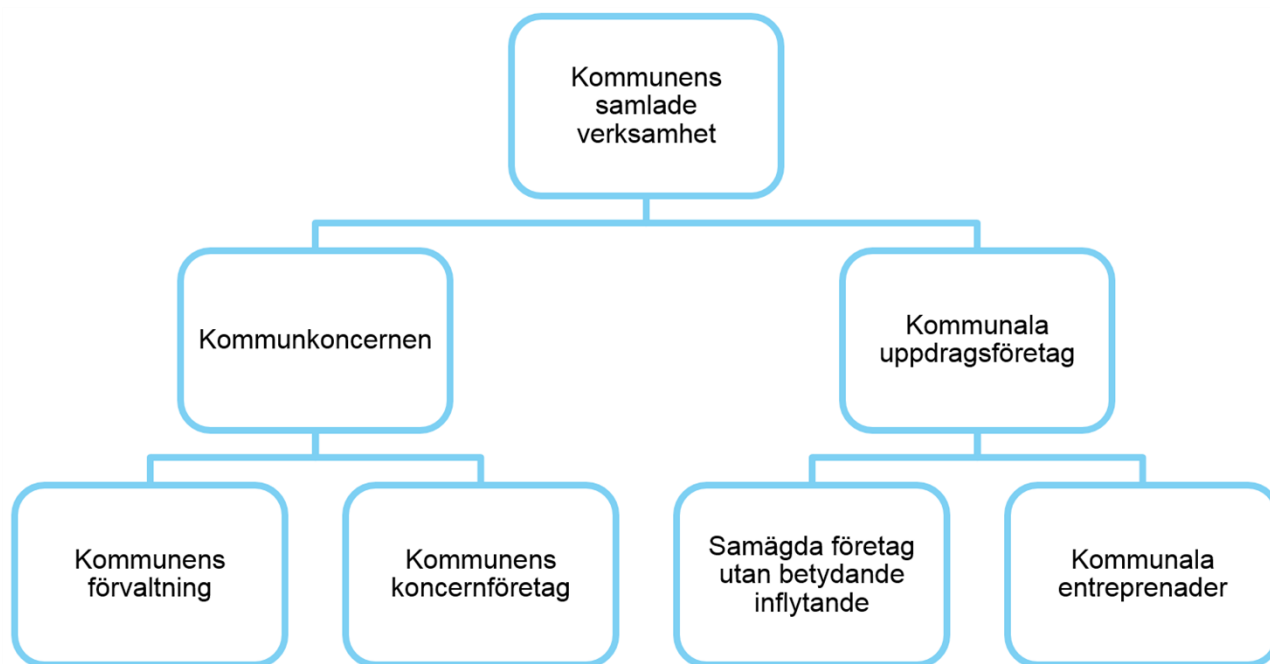 Kommunens
samlade
verksamhet
Kommunkoncernen
Kommunala
uppdragsföretag
Kommunens
förvaltning
Kommunens
koncernföretag
Samägda företag
utan betydande
inflytande
Kommunala
entreprenader